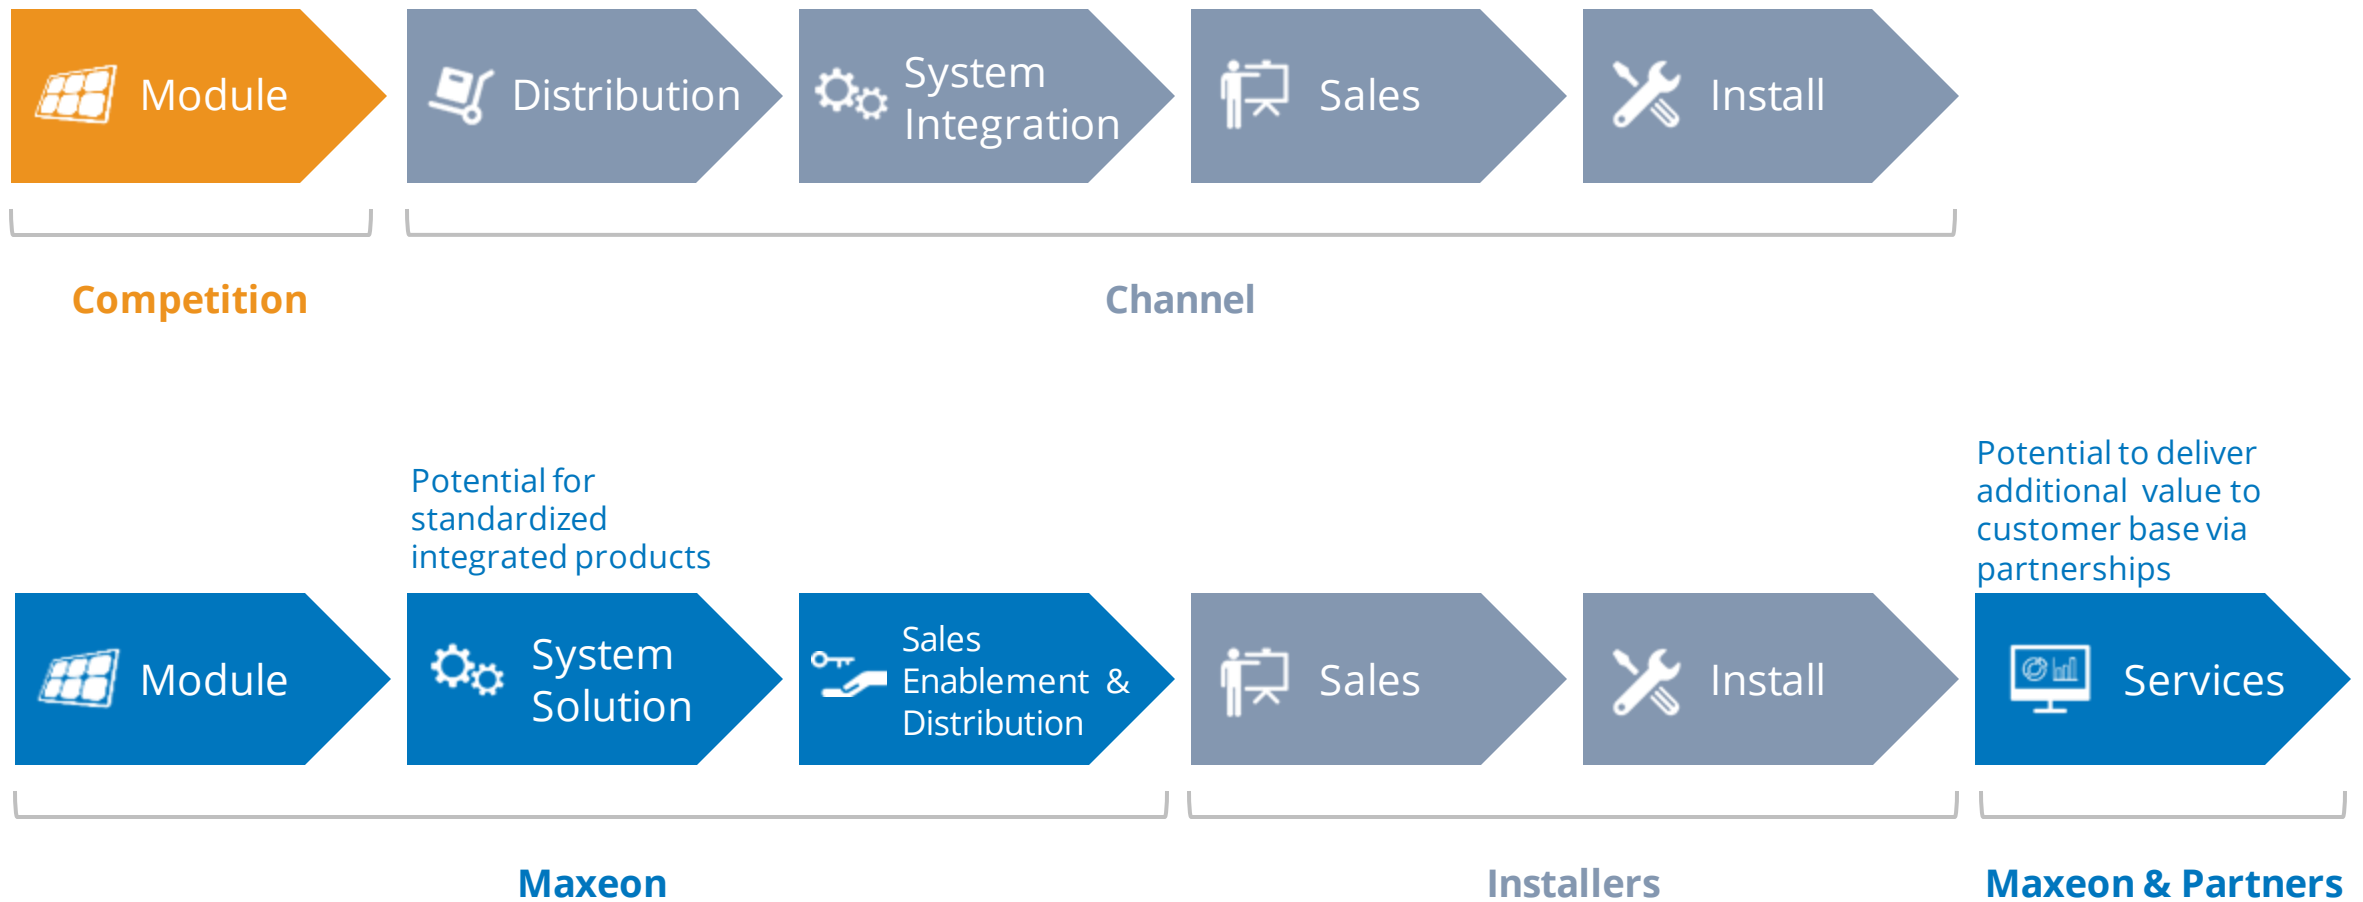 Module
Distribution
System
Integration
Sales
Install
Competition
Channel
Potential for
standardized
integrated products
Potential to deliver
additional value to
customer base via
partnerships
Module
System
Solution
Sales
Enablement &
Distribution
Sales
Install
Services
Maxeon
Installers
Maxeon & Partners